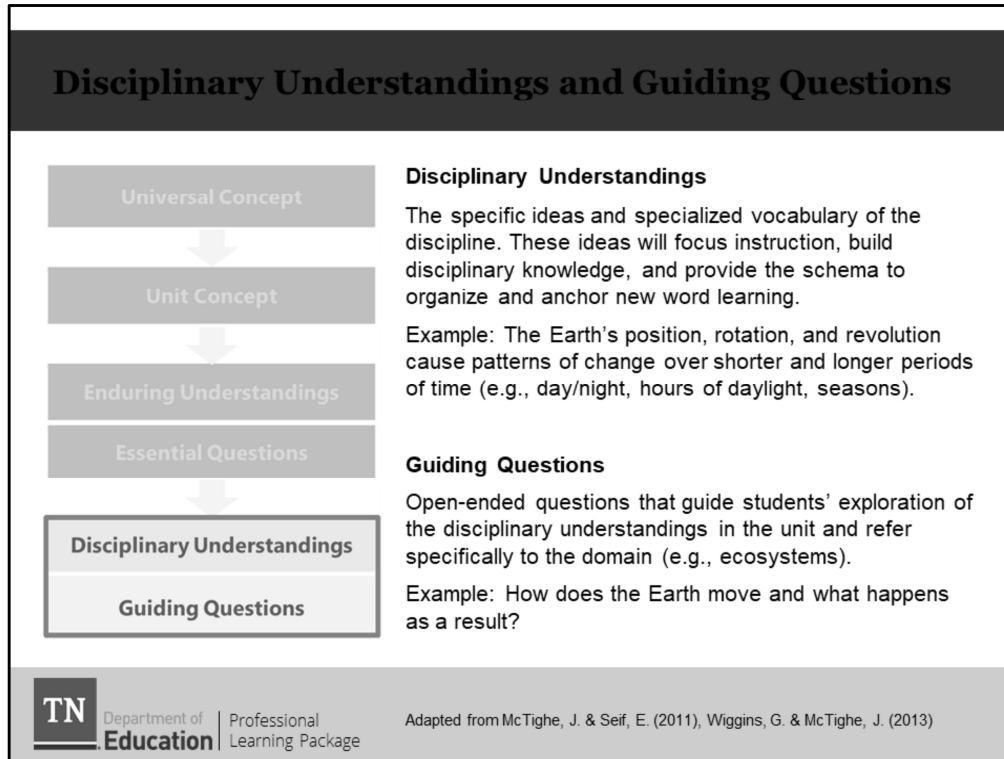 Disciplinary Understandings and Guiding Questions
Universal Concept
Unit Concept
Enduring Understandings
Essential Questions
Disciplinary Understandings
Guiding Questions
Disciplinary Understandings
The specific ideas and specialized vocabulary of the
discipline. These ideas will focus instruction, build
disciplinary knowledge, and provide the schema to
organize and anchor new word learning.
Example: The Earth’s position, rotation, and revolution
cause patterns of change over shorter and longer periods
of time (e.g., day/night, hours of daylight, seasons).
Guiding Questions
Open-ended questions that guide students’ exploration of
the disciplinary understandings in the unit and refer
specifically to the domain (e.g., ecosystems).
Example: How does the Earth move and what happens
as a result?
TN
Department of
Education
Professional
Learning Package
Adapted from McTighe, J. & Seif, E. (2011), Wiggins, G. & McTighe, J. (2013)